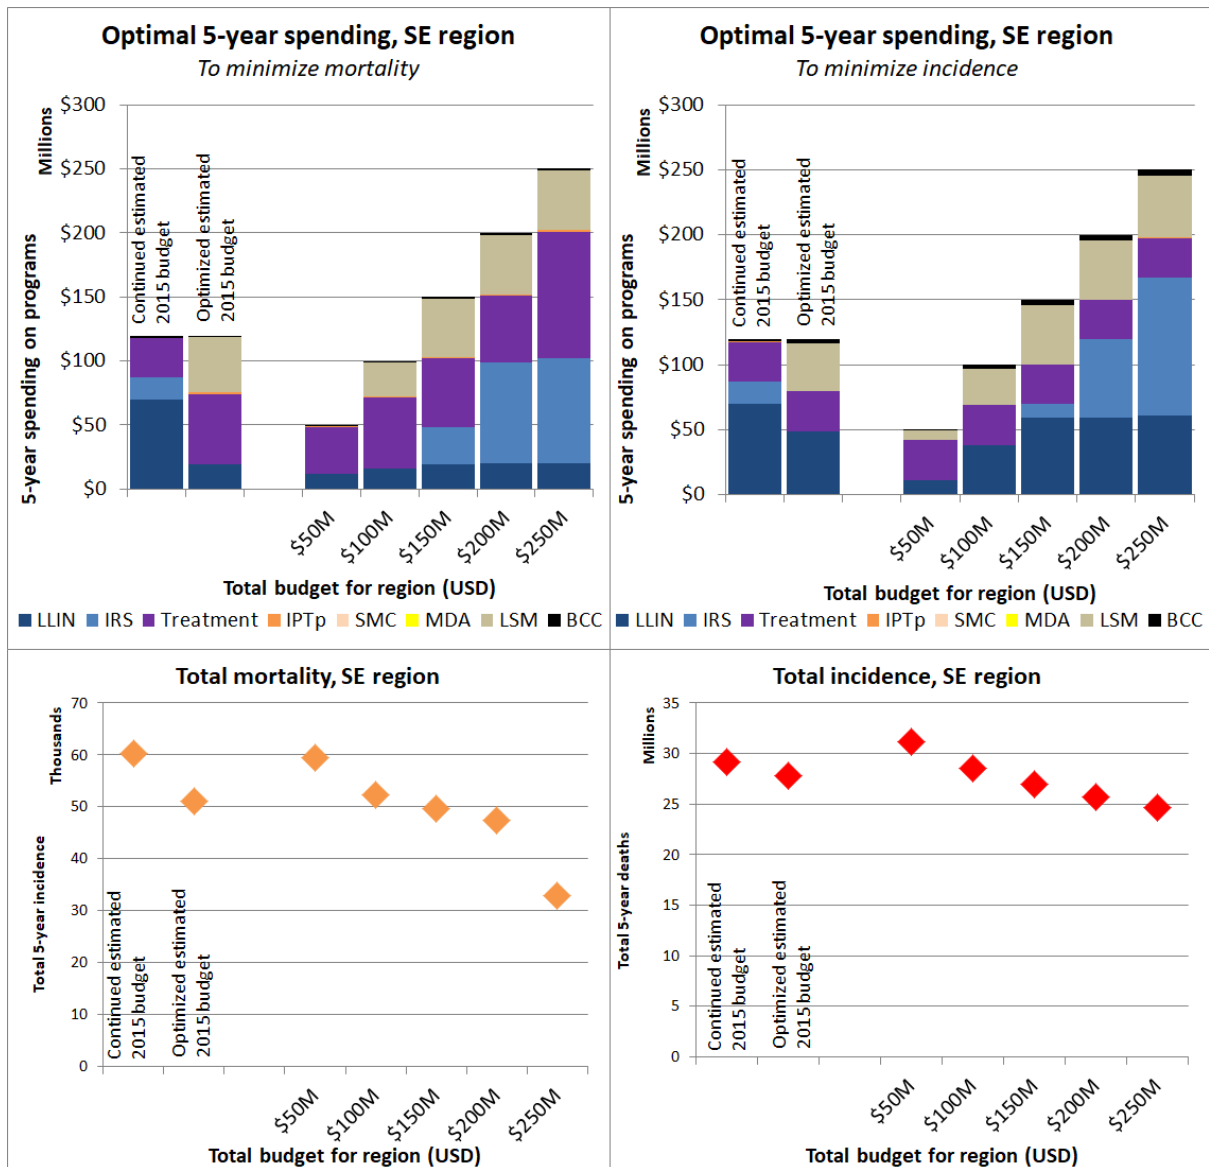 Optimal 5-year spending, SE region
To minimize mortality
5-year spending on programs
Millions
$300
$250
$200
$150
$100
$50
$0
Continued estimated
2015 budget
Optimized estimated
2015 budget
$50M
$100M
$150M
$200M
$250M
Total budget for region (USD)
LLIN IRS Treatment IPTp SMC MDA LSM BCC
Optimal 5-year spending, SE region
To minimize incidence
5-year spending on programs
Millions
$300
$250
$200
$150
$100
$50
$0
Continued estimated
2015 budget
Optimized estimated
2015 budget
$50M
$100M
$150M
$200M
$250M
Total budget for region (USD)
LLIN IRS Treatment IPTp SMC MDA LSM BCC
Total mortality, SE region
Total 5-year incidence
Thousands
70
60
50
40
30
20
10
0
Continued estimated
2015 budget
Optimized estimated
2015 budget
$50M
$100M
$150M
$200M
$250M
Total budget for region (USD)
Total incidence, SE region
Total 5-year deaths
Millions
35
30
25
20
15
10
5
0
Continued estimated
2015 budget
Optimized estimated
2015 budget
$50M
$100M
$150M
$200M
$250M
Total budget for region (USD)